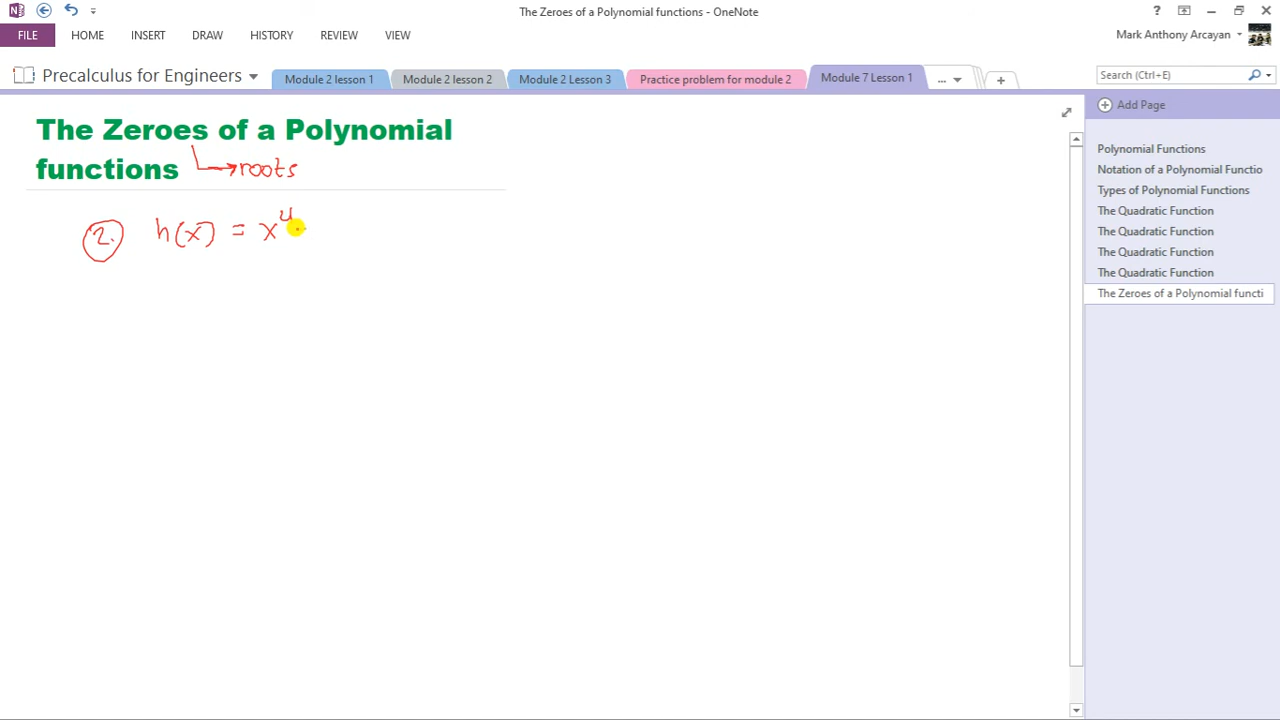 The Zeroes of a Polynomial functions - OneNote
?
Mark Anthony Arcayan
FILE HOME INSERT DRAW HISTORY REVIEW VIEW
Precalculus for Engineers
Module 2 lesson 1
Module 2 lesson 2
Module 2 Lesson 3
Practice problem for module 2
Module 7 Lesson 1
...
+
Search (Ctrl+E)
The Zeroes of a Polynomial
functions → roots
2. h(x) = x⁴
Add Page
Polynomial Functions
Notation of a Polynomial Functio
Types of Polynomial Functions
The Quadratic Function
The Quadratic Function
The Quadratic Function
The Quadratic Function
The Zeroes of a Polynomial functi